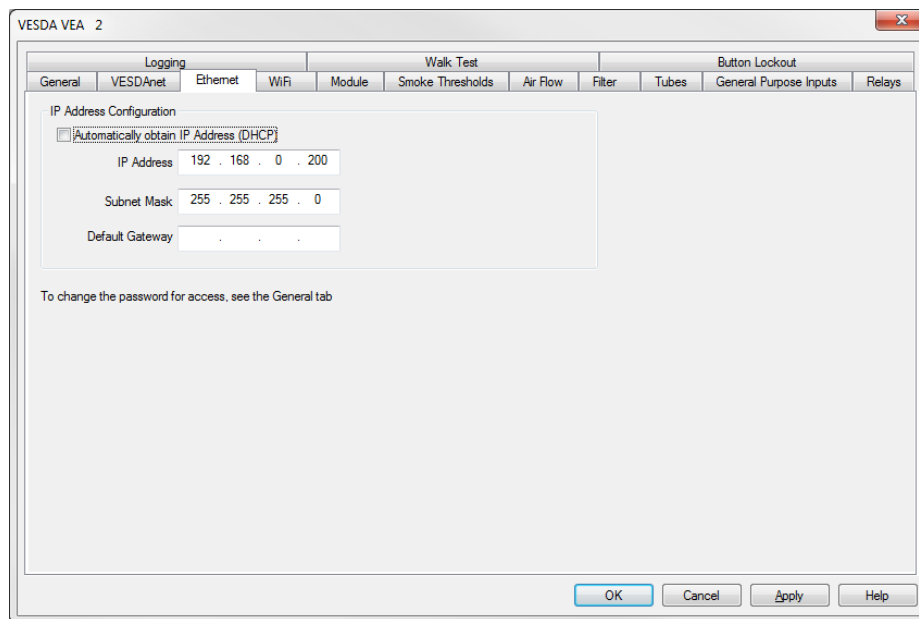 VESDA VEA 2
Logging Walk Test Button Lockout
General VESDAnet Ethernet WiFi Module Smoke Thresholds Air Flow Filter Tubes General Purpose Inputs Relays
IP Address Configuration
Automatically obtain IP Address (DHCP)
IP Address 192 . 168 . 0 . 200
Subnet Mask 255 . 255 . 255 . 0
Default Gateway . . .
To change the password for access, see the General tab
OK Cancel Apply Help